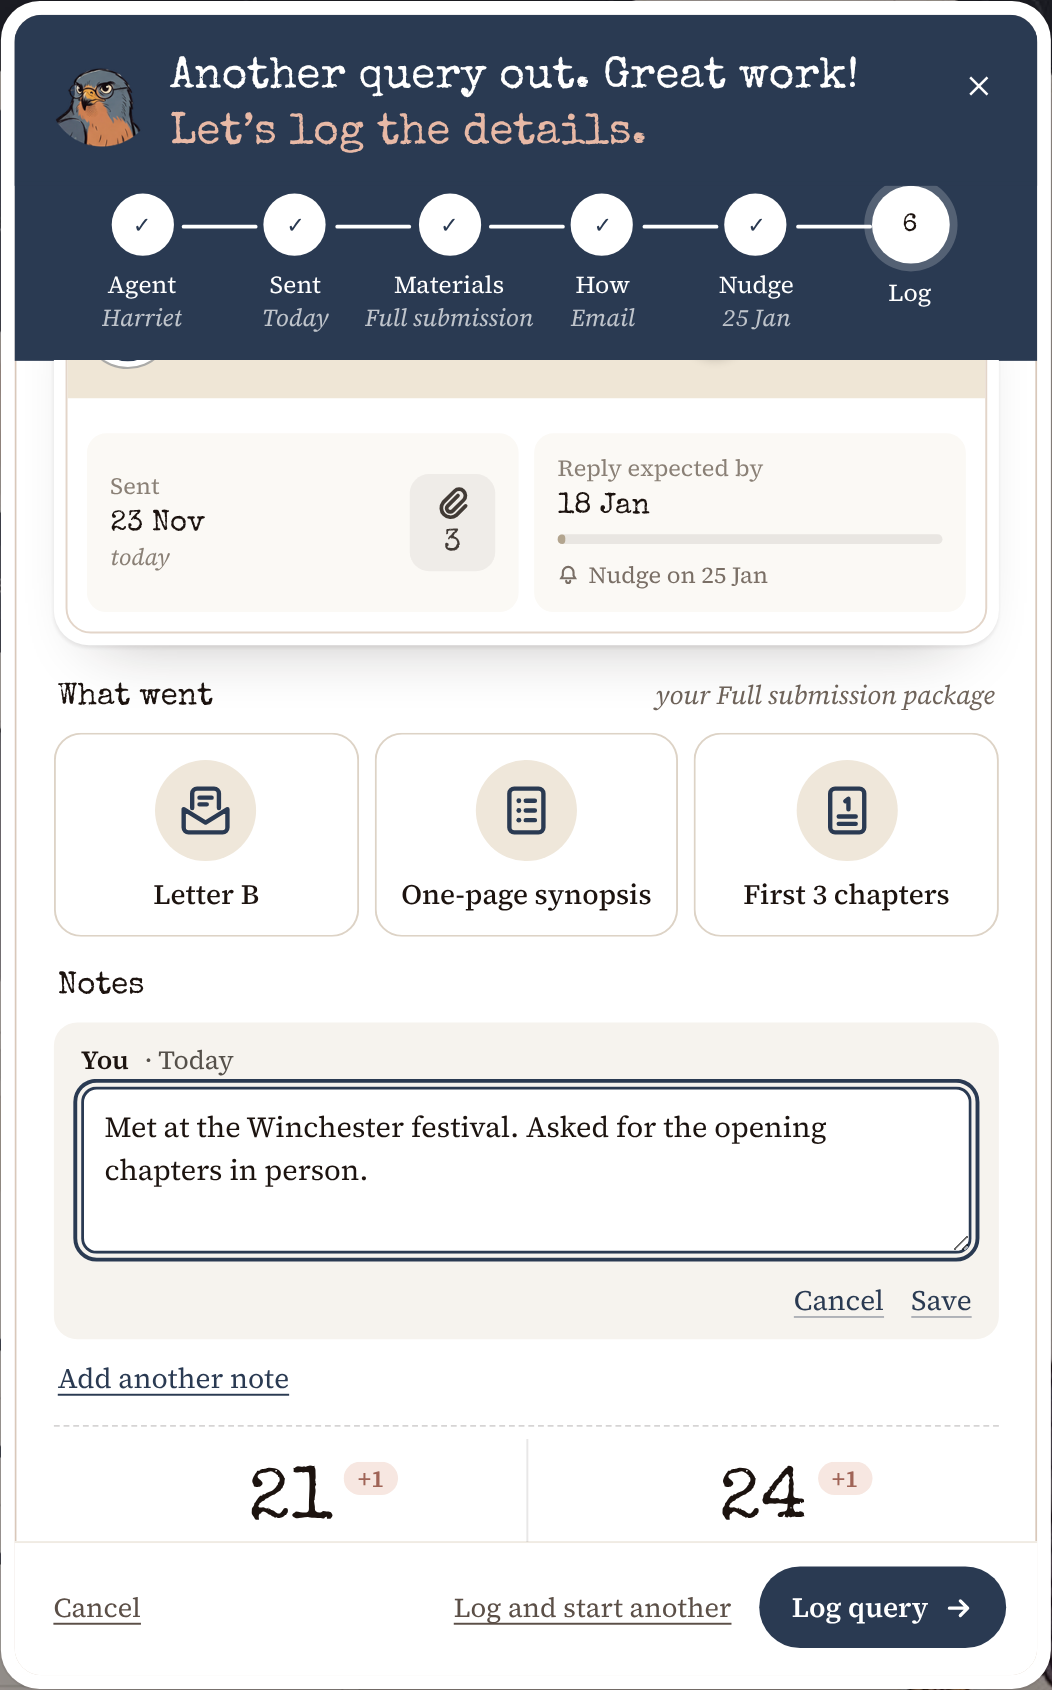 Another query out. Great work!
Let's log the details.
✓ ✓ ✓ ✓ ✓ 6
Agent Sent Materials How Nudge Log
Harriet Today Full submission Email 25 Jan
Sent
23 Nov
today
3
Reply expected by
18 Jan
Nudge on 25 Jan
What went
your Full submission package
Letter B
One-page synopsis
1
First 3 chapters
Notes
You · Today
Met at the Winchester festival. Asked for the opening
chapters in person.
Cancel Save
Add another note
21 +1
24 +1
Cancel
Log and start another
Log query →